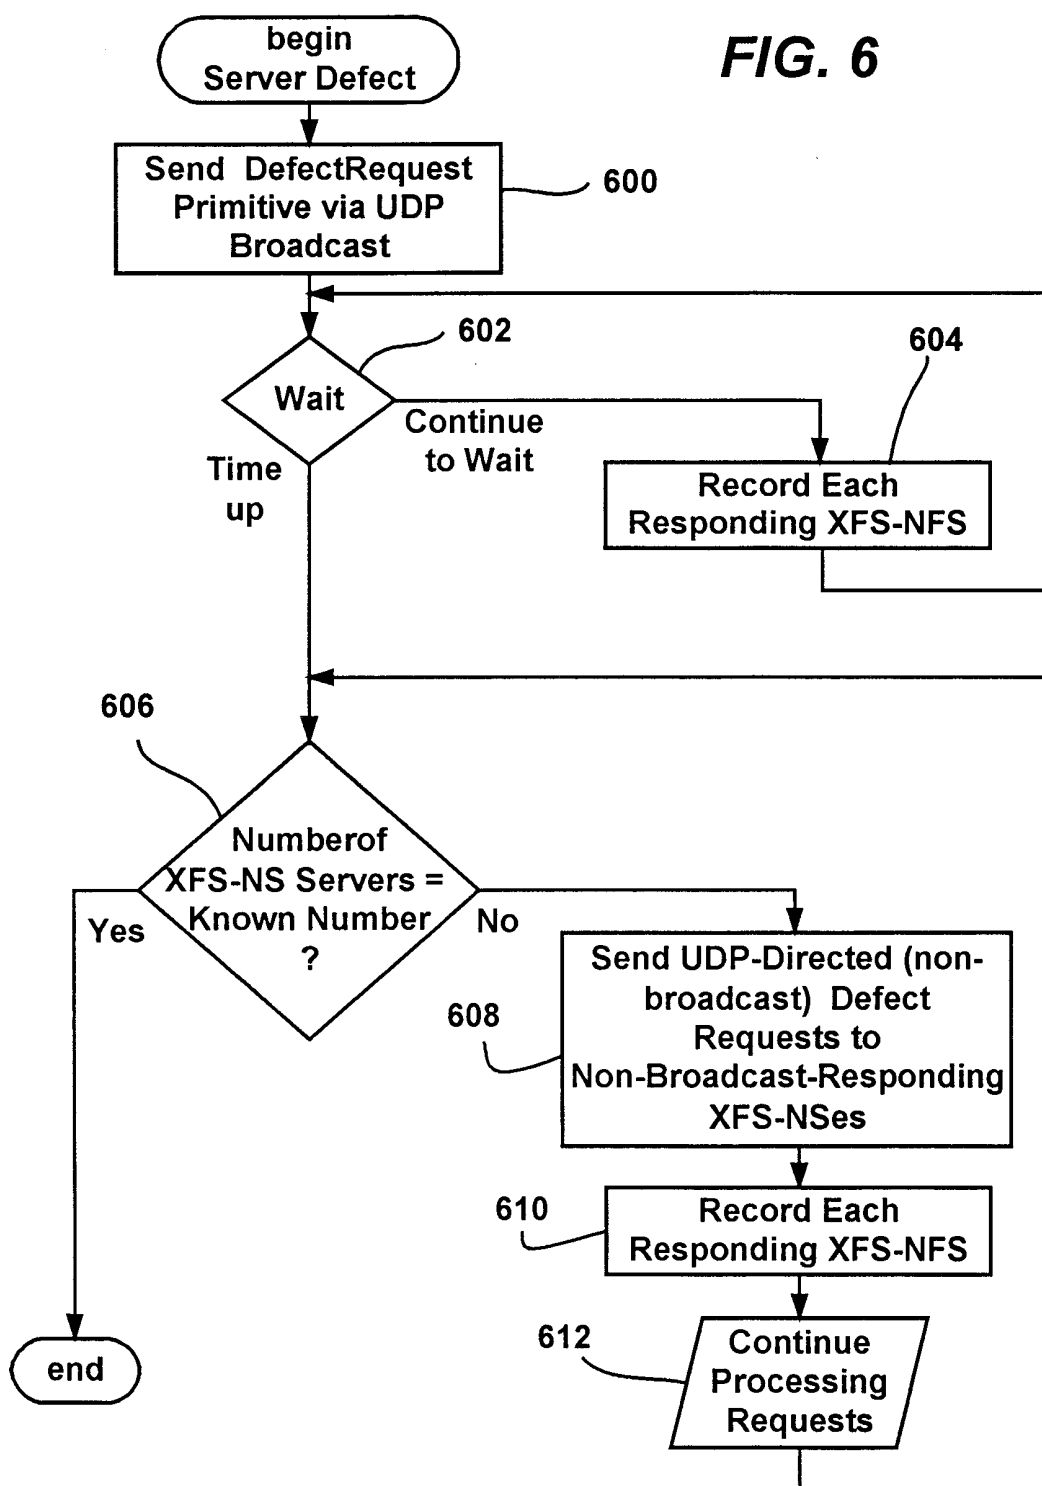 begin
Server Defect
FIG. 6
Send DefectRequest
Primitive via UDP
Broadcast
600
602
Wait
Continue
to Wait
Time
up
604
Record Each
Responding XFS-NFS
606
Numberof
XFS-NS Servers =
Known Number
?
Yes
No
608
Send UDP-Directed (non-
broadcast) Defect
Requests to
Non-Broadcast-Responding
XFS-NSes
610
Record Each
Responding XFS-NFS
612
Continue
Processing
Requests
end